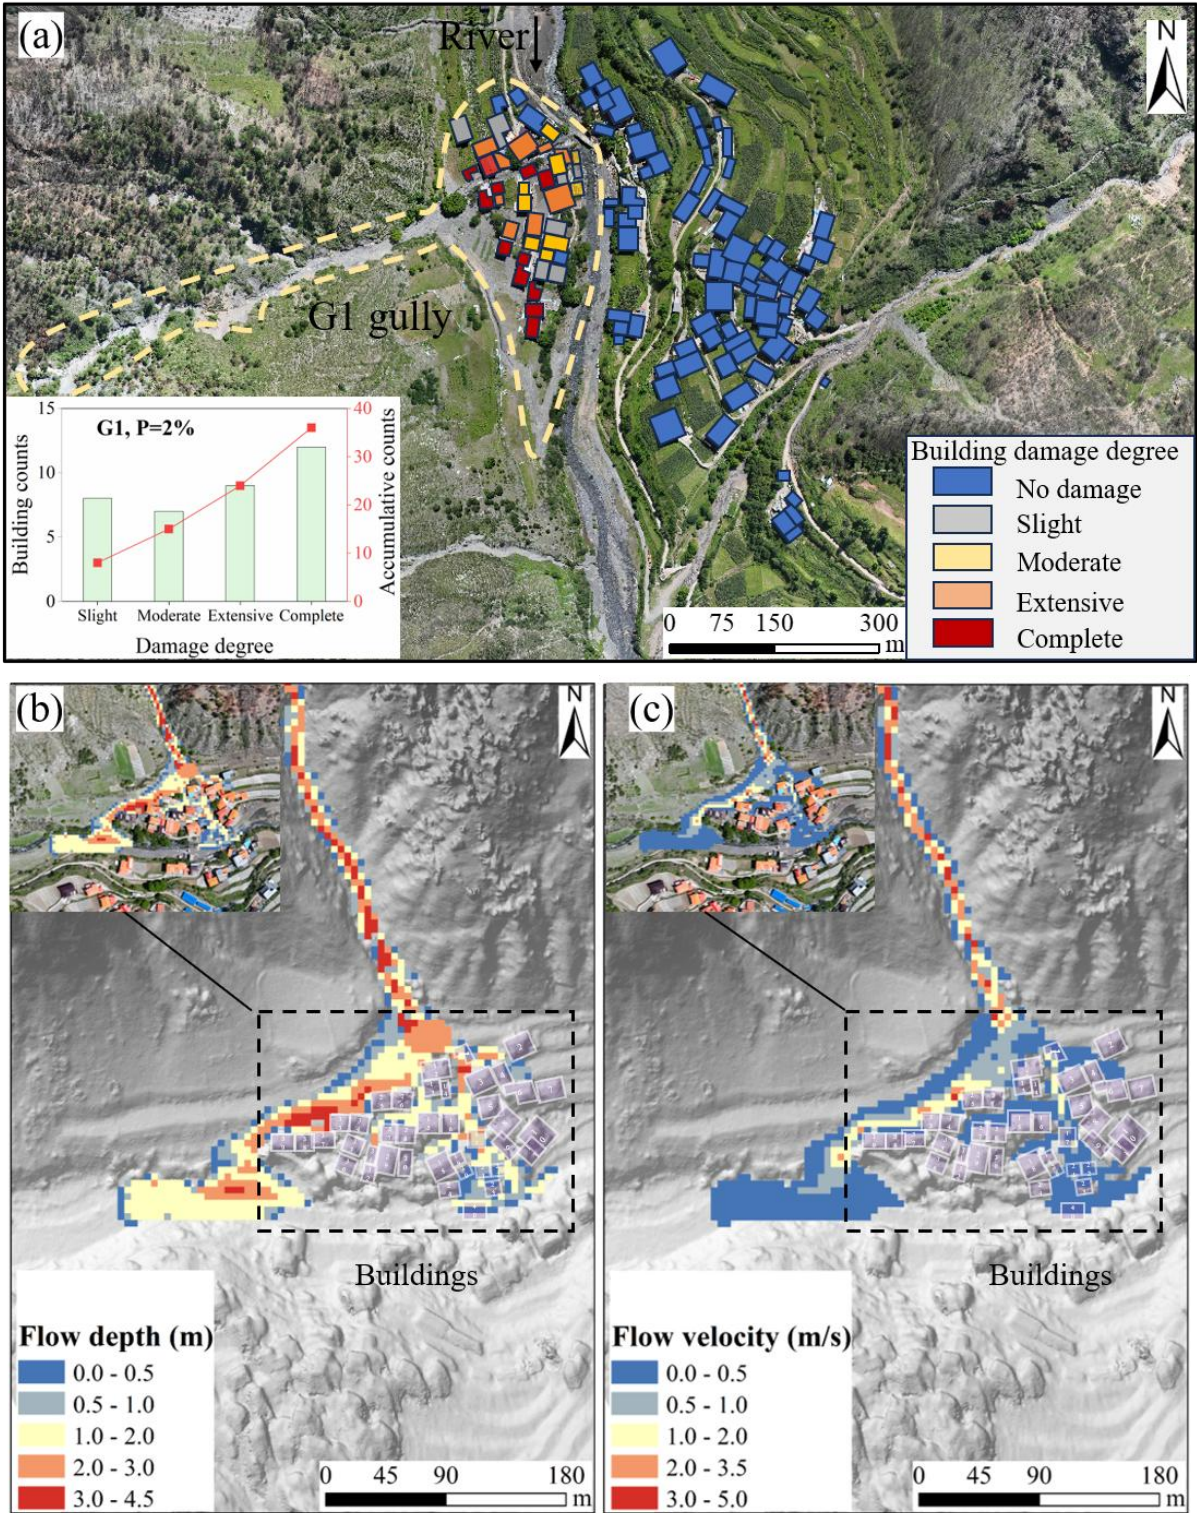 (a)
River
N
G1 gully
G1, P=2%
15
10
5
0
Building counts
40
30
20
10
0
Accumulative counts
Slight Moderate Extensive Complete
Damage degree
0 75 150 300
m
Building damage degree
No damage
Slight
Moderate
Extensive
Complete
(b)
N
Buildings
Flow depth (m)
0.0 - 0.5
0.5 - 1.0
1.0 - 2.0
2.0 - 3.0
3.0 - 4.5
0 45 90 180
m
(c)
N
Buildings
Flow velocity (m/s)
0.0 - 0.5
0.5 - 1.0
1.0 - 2.0
2.0 - 3.5
3.0 - 5.0
0 45 90 180
m